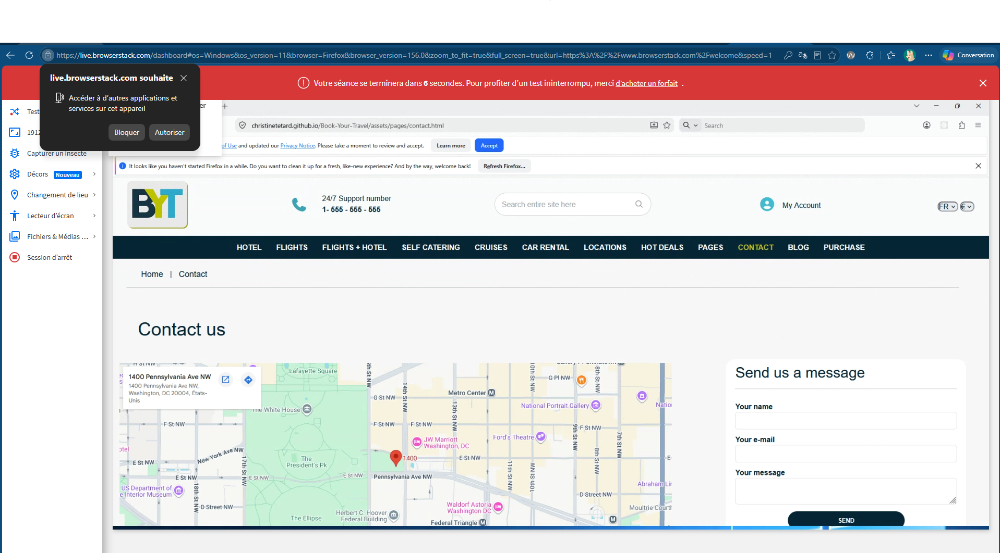 https://live.browserstack.com/dashboard#os=Windows&os_version=11&browser=Firefox&browser_version=156.0&zoom_to_fit=true&full_screen=true&url=https%3A%2F%2Fwww.browserstack.com%2Fwelcome&speed=1
Conversation
live.browserstack.com souhaite
Accéder à d'autres applications et
services sur cet appareil
Bloquer
Autoriser
Votre séance se terminera dans 6 secondes. Pour profiter d'un test ininterrompu, merci d'acheter un forfait .
Test
1912
Capturer un insecte
Décors Nouveau
Changement de lieu
Lecteur d'écran
Fichiers & Médias ...
Session d'arrêt
er
christinetetard.github.io/Book-Your-Travel/assets/pages/contact.html
Search
of Use and updated our Privacy Notice. Please take a moment to review and accept.
Learn more
Accept
It looks like you haven't started Firefox in a while. Do you want to clean it up for a fresh, like-new experience? And by the way, welcome back!
Refresh Firefox...
BYT
24/7 Support number
1- 555 - 555 - 555
Search entire site here
My Account
FR
€
HOTEL FLIGHTS FLIGHTS + HOTEL SELF CATERING CRUISES CAR RENTAL LOCATIONS HOT DEALS PAGES CONTACT BLOG PURCHASE
Home | Contact
Contact us
1400 Pennsylvania Ave NW
1400 Pennsylvania Ave NW,
Washington, DC 20004, États-
Unis
Lafayette Square
The White House
G St NW
14th St NW
Metro Center M
13th St NW
G Pl NW
10th St NW
8th St NW
National Portrait Gallery
Natio
F St NW
F St NW
F St NW
F St NW
JW Marriott
Washington, DC
Ford's Theatre
9th St NW
7th St NW
New York Ave NW
17th St NW
The
President's Pk
1400
E St NW
E St NW
8th St NW
E St NW
E St NW
E St NW
Pennsylvania Ave NW
11th St NW
10th St NW
US Department of
e Interior Museum
18th St NW
Abraham Lin
D Street NW
D Street NW
Waldorf Astoria
Washington DC
Moultrie Courth
The Ellipse
Herbert C. Hoover
Federal Building
Federal Triangle M
M
Send us a message
Your name
Your e-mail
Your message
SEND